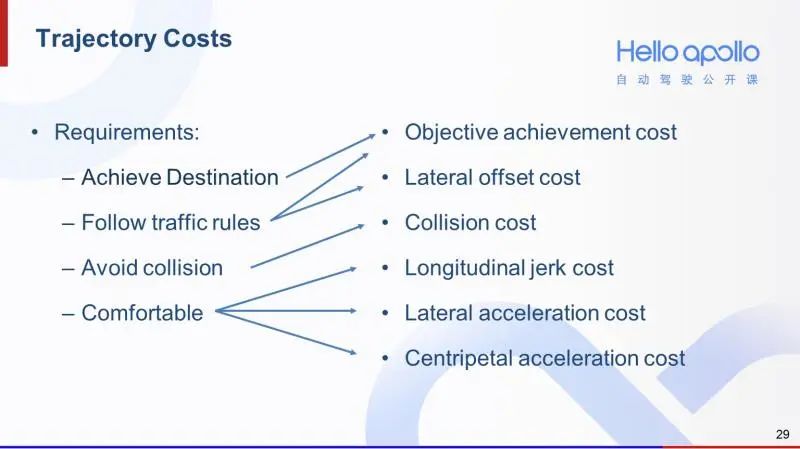 Trajectory Costs
Hello apollo
自动驾驶公开课
• Requirements:
– Achieve Destination
– Follow traffic rules
– Avoid collision
– Comfortable
• Objective achievement cost
• Lateral offset cost
• Collision cost
• Longitudinal jerk cost
• Lateral acceleration cost
• Centripetal acceleration cost
29